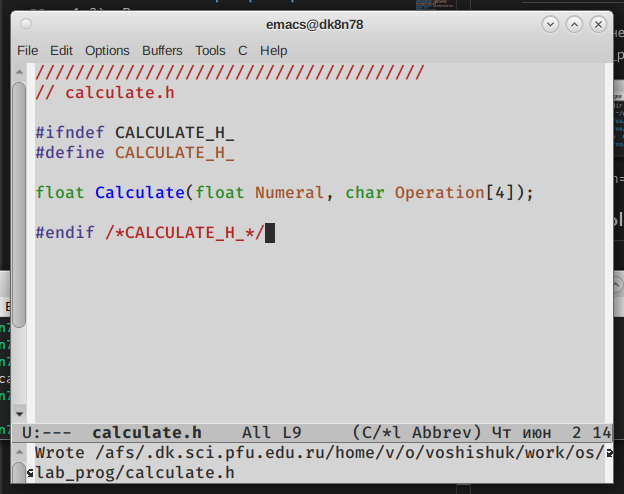 emacs@dk8n78
File Edit Options Buffers Tools C Help
///////////////////////////////////////
// calculate.h
#ifndef CALCULATE_H_
#define CALCULATE_H_
float Calculate(float Numeral, char Operation[4]);
#endif /*CALCULATE_H_*/
U:--- calculate.h All L9 (C/*l Abbrev) Чт июн 2 14
Wrote /afs/.dk.sci.pfu.edu.ru/home/v/o/voshishuk/work/os/
lab_prog/calculate.h